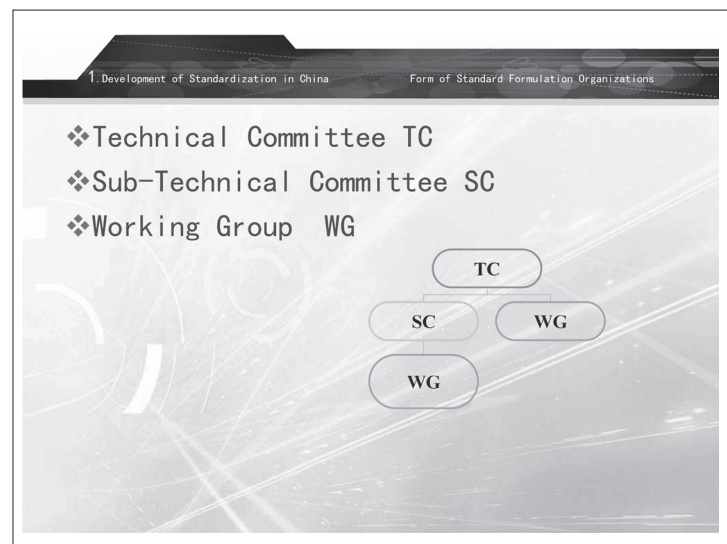 1.Development of Standardization in China Form of Standard Formulation Organizations
❖Technical Committee TC
❖Sub-Technical Committee SC
❖Working Group WG
TC
SC WG
WG